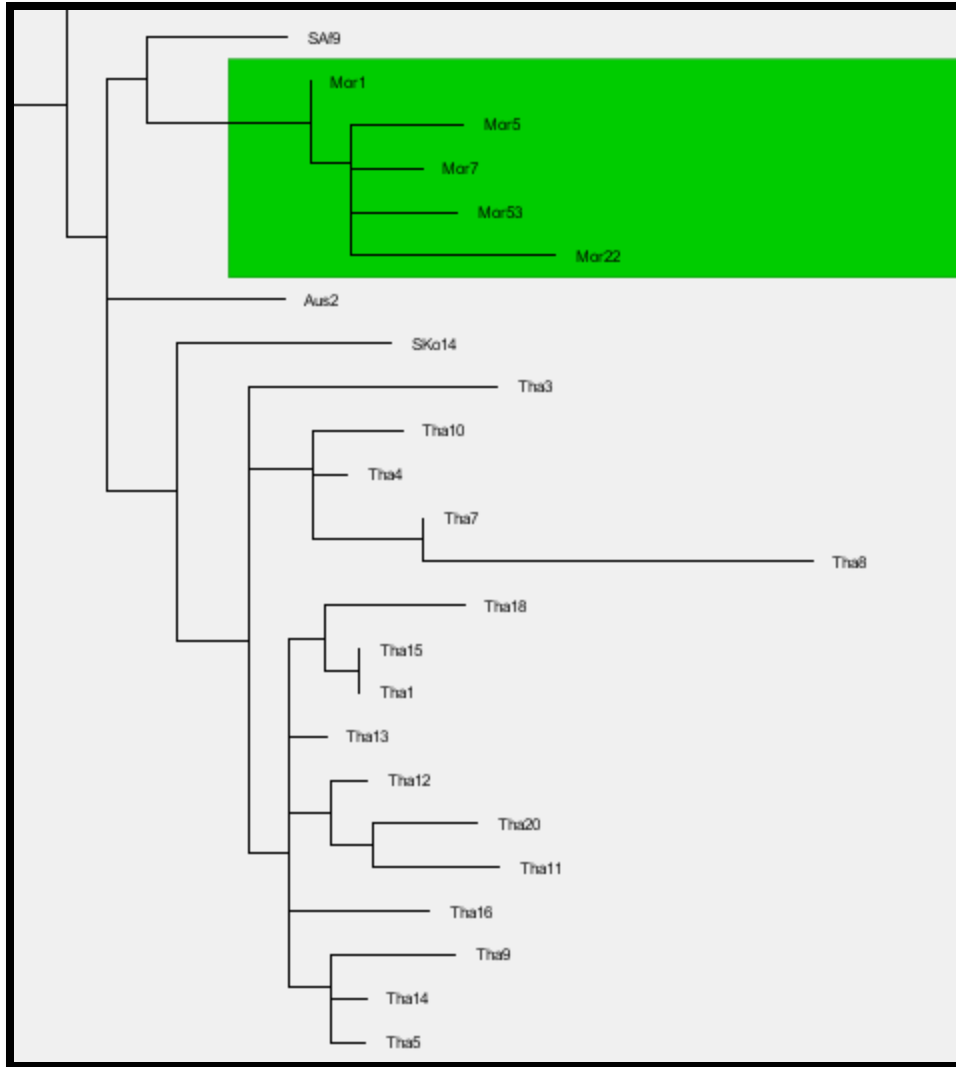 SAf9
Mor1
Mor5
Mor7
Mor53
Mor22
Aus2
SKo14
Tha3
Tha10
Tha4
Tha7
Tha8
Tha18
Tha15
Tha1
Tha13
Tha12
Tha20
Tha11
Tha16
Tha9
Tha14
Tha5